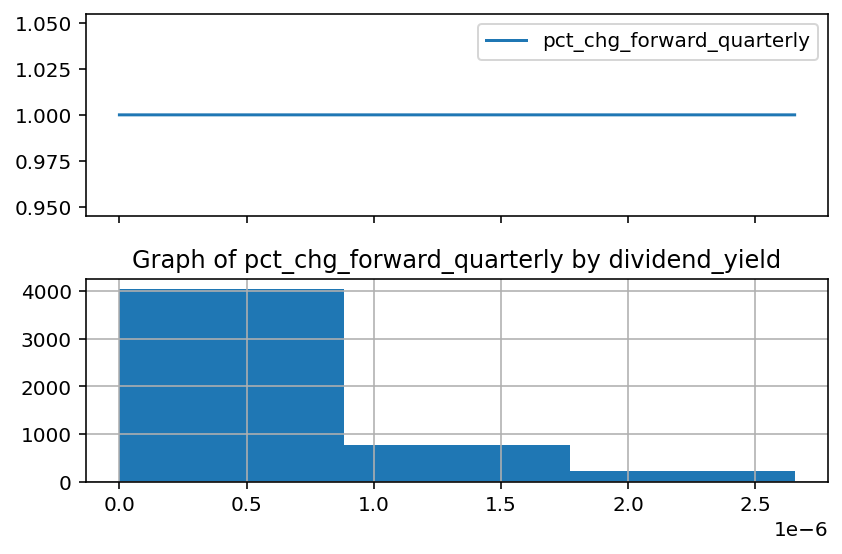 1.050
1.025
1.000
0.975
0.950
pct_chg_forward_quarterly
Graph of pct_chg_forward_quarterly by dividend_yield
4000
3000
2000
1000
0
0.0 0.5 1.0 1.5 2.0 2.5
1e−6